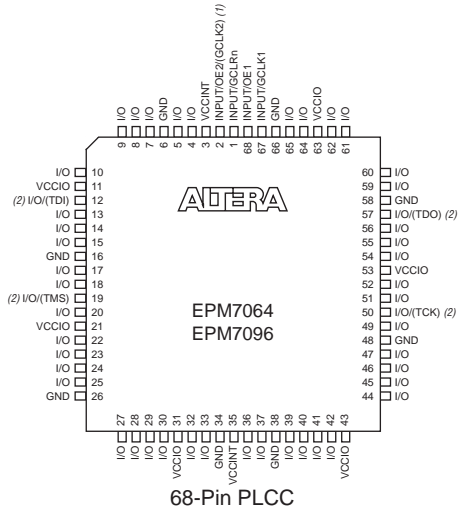 I/O I/O I/O GND I/O I/O VCCINT INPUT/OE2/(GCLK2) (1) INPUT/GCLRn INPUT/OE1 INPUT/GCLK1 GND I/O I/O VCCIO I/O I/O
9 8 7 6 5 4 3 2 1 68 67 66 65 64 63 62 61
I/O 10
VCCIO 11
(2) I/O/(TDI) 12
I/O 13
I/O 14
I/O 15
GND 16
I/O 17
I/O 18
(2) I/O/(TMS) 19
I/O 20
VCCIO 21
I/O 22
I/O 23
I/O 24
I/O 25
GND 26
ALTERA
EPM7064
EPM7096
60 I/O
59 I/O
58 GND
57 I/O/(TDO) (2)
56 I/O
55 I/O
54 I/O
53 VCCIO
52 I/O
51 I/O
50 I/O/(TCK) (2)
49 I/O
48 GND
47 I/O
46 I/O
45 I/O
44 I/O
27 28 29 30 31 32 33 34 35 36 37 38 39 40 41 42 43
I/O I/O I/O I/O VCCIO I/O I/O GND VCCINT I/O I/O GND I/O I/O I/O I/O VCCIO
68-Pin PLCC